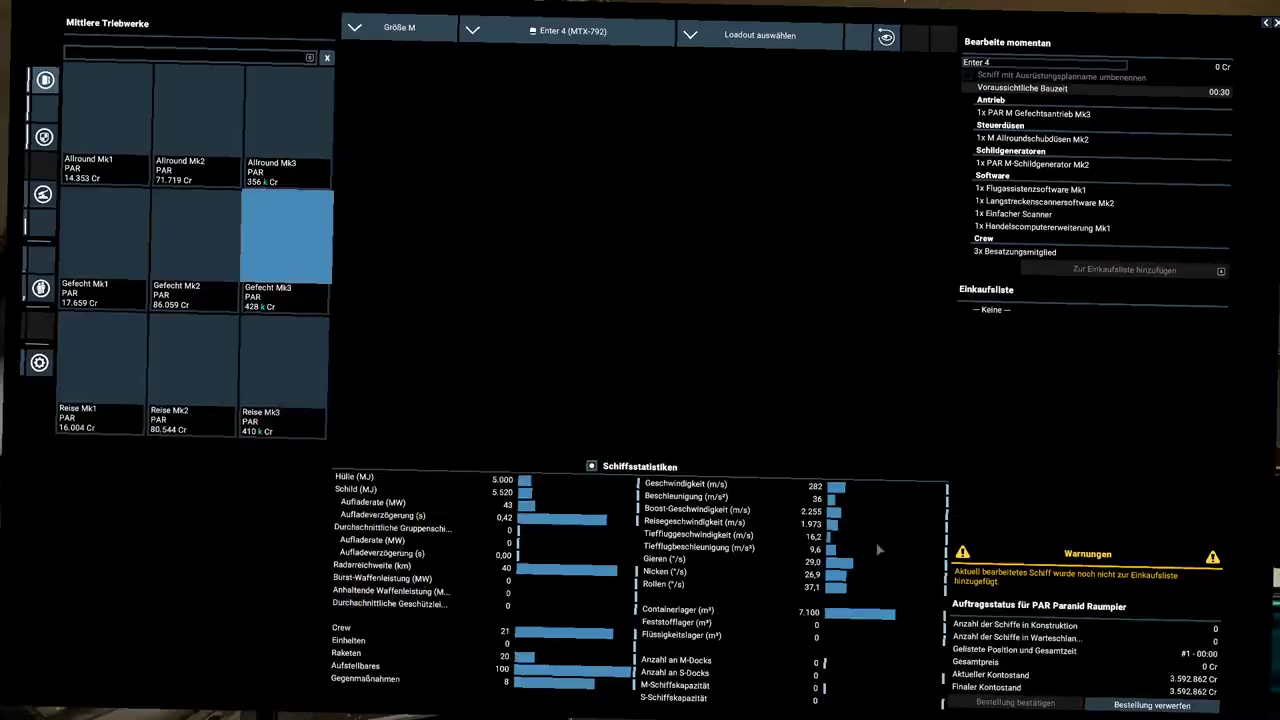 Mittlere Triebwerke
x
Allround Mk1
PAR
14.353 Cr
Allround Mk2
PAR
71.719 Cr
Allround Mk3
PAR
356 k Cr
Gefecht Mk1
PAR
17.659 Cr
Gefecht Mk2
PAR
86.059 Cr
Gefecht Mk3
PAR
428 k Cr
Reise Mk1
PAR
16.004 Cr
Reise Mk2
PAR
80.544 Cr
Reise Mk3
PAR
410 k Cr
Größe M
Enter 4 (MTX-792)
Loadout auswählen
Schiffsstatistiken
Hülle (MJ) 5.000
Schild (MJ) 5.520
Aufladerate (MW) 43
Aufladeverzögerung (s) 0,42
Durchschnittliche Gruppenschi... 0
Aufladerate (MW) 0
Aufladeverzögerung (s) 0,00
Radarreichweite (km) 40
Burst-Waffenleistung (MW) 0
Anhaltende Waffenleistung (M... 0
Durchschnittliche Geschützlei... 0
Crew 21
Einheiten 0
Raketen 20
Aufstellbares 100
Gegenmaßnahmen 8
Geschwindigkeit (m/s) 282
Beschleunigung (m/s²) 36
Boost-Geschwindigkeit (m/s) 2.255
Reisegeschwindigkeit (m/s) 1.973
Tieffluggeschwindigkeit (m/s) 16,2
Tiefflugbeschleunigung (m/s²) 9,6
Gieren (°/s) 29,0
Nicken (°/s) 26,9
Rollen (°/s) 37,1
Containerlager (m³) 7.100
Feststofflager (m³) 0
Flüssigkeitslager (m³) 0
Anzahl an M-Docks 0
Anzahl an S-Docks 0
M-Schiffskapazität 0
S-Schiffskapazität 0
Bearbeite momentan
Enter 4 0 Cr
Schiff mit Ausrüstungsplanname umbenennen
Voraussichtliche Bauzeit 00:30
Antrieb
1x PAR M Gefechtsantrieb Mk3
Steuerdüsen
1x M Allroundschubdüsen Mk2
Schildgeneratoren
1x PAR M-Schildgenerator Mk2
Software
1x Flugassistenzsoftware Mk1
1x Langstreckenscannersoftware Mk2
1x Einfacher Scanner
1x Handelscomputererweiterung Mk1
Crew
3x Besatzungsmitglied
Zur Einkaufsliste hinzufügen
Einkaufsliste
-- Keine --
Warnungen
Aktuell bearbeitetes Schiff wurde noch nicht zur Einkaufsliste
hinzugefügt.
Auftragsstatus für PAR Paranid Raumpier
Anzahl der Schiffe in Konstruktion 0
Anzahl der Schiffe in Warteschlan... 0
Gelistete Position und Gesamtzeit #1 - 00:00
Gesamtpreis 0 Cr
Aktueller Kontostand 3.592.862 Cr
Finaler Kontostand 3.592.862 Cr
Bestellung bestätigen
Bestellung verwerfen